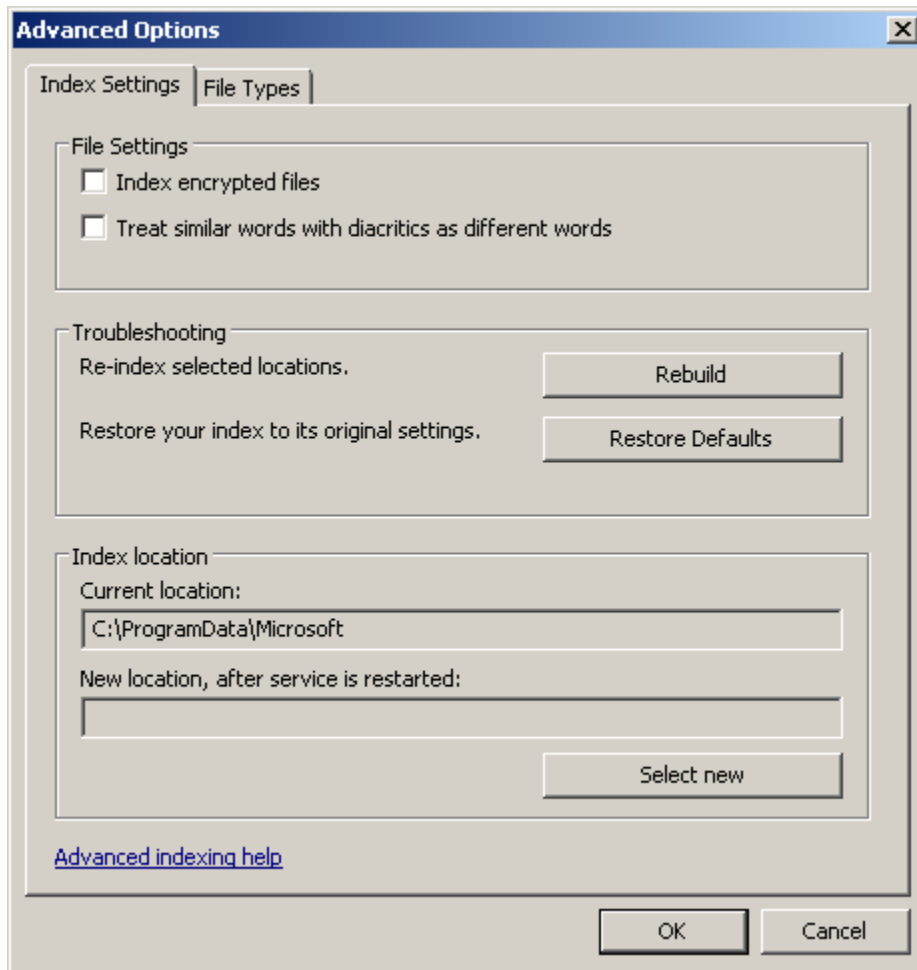 Advanced Options
Index Settings
File Types
File Settings
Index encrypted files
Treat similar words with diacritics as different words
Troubleshooting
Re-index selected locations.
Rebuild
Restore your index to its original settings.
Restore Defaults
Index location
Current location:
C:\ProgramData\Microsoft
New location, after service is restarted:
Select new
Advanced indexing help
OK
Cancel